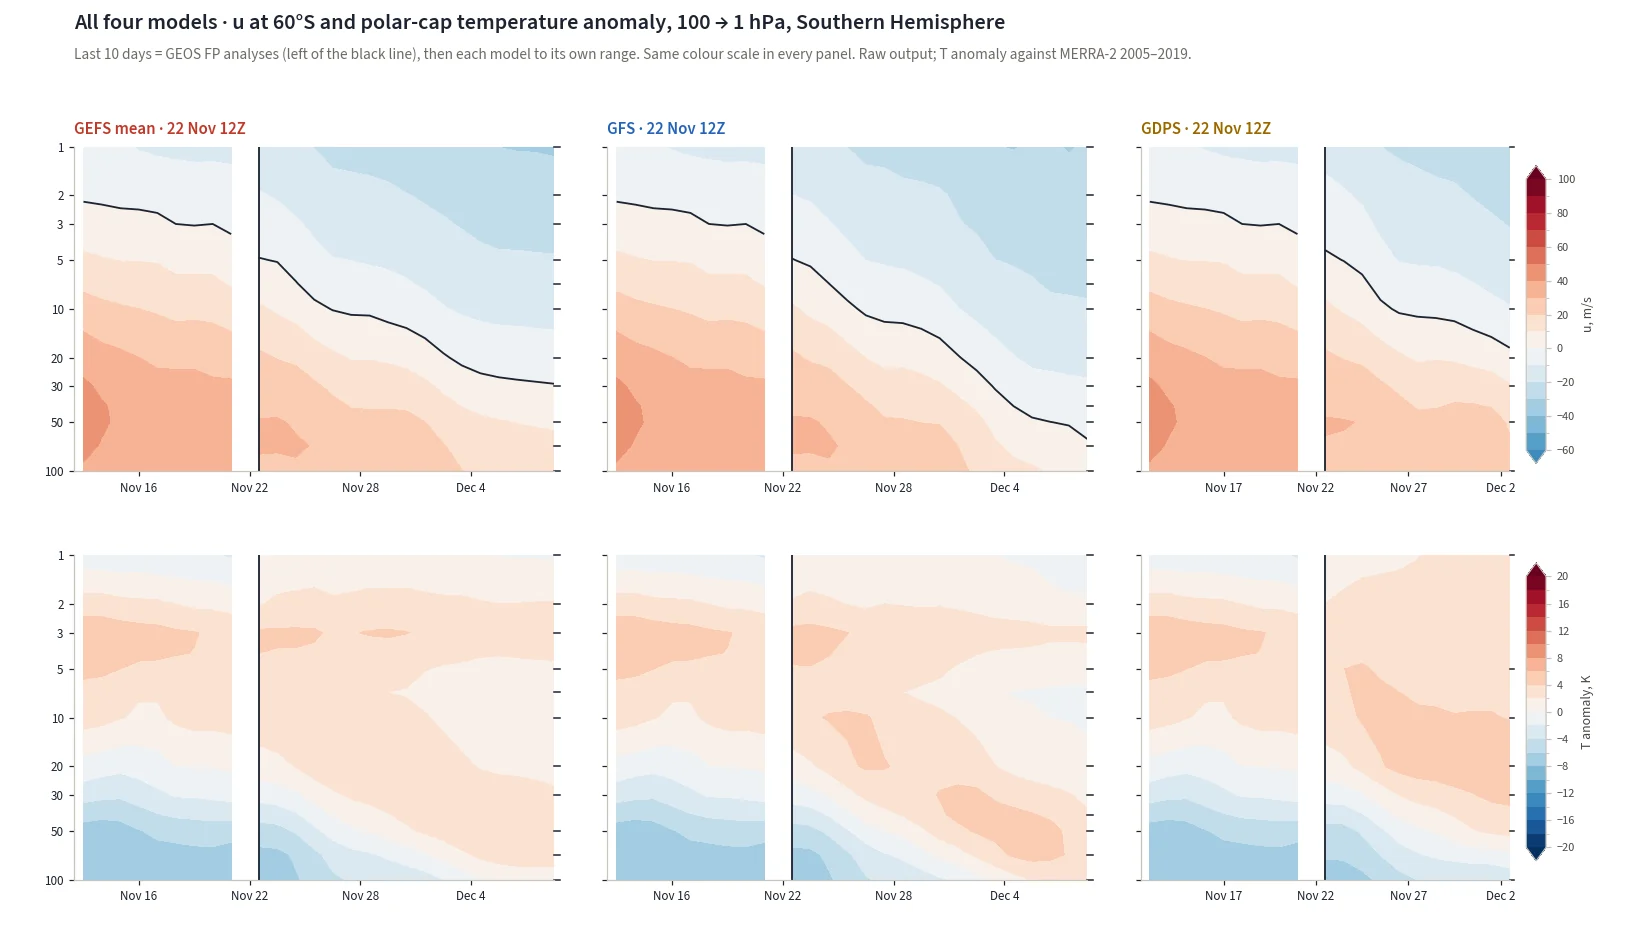 All four models · u at 60°S and polar-cap temperature anomaly, 100 → 1 hPa, Southern Hemisphere
Last 10 days = GEOS FP analyses (left of the black line), then each model to its own range. Same colour scale in every panel. Raw output; T anomaly against MERRA-2 2005–2019.
GEFS mean · 22 Nov 12Z
GFS · 22 Nov 12Z
GDPS · 22 Nov 12Z
1
2
3
5
10
20
30
50
100
Nov 16
Nov 22
Nov 28
Dec 4
Nov 16
Nov 22
Nov 28
Dec 4
Nov 17
Nov 22
Nov 27
Dec 2
100
80
60
40
20
0
−20
−40
−60
u, m/s
1
2
3
5
10
20
30
50
100
Nov 16
Nov 22
Nov 28
Dec 4
Nov 16
Nov 22
Nov 28
Dec 4
Nov 17
Nov 22
Nov 27
Dec 2
20
16
12
8
4
0
−4
−8
−12
−16
−20
T anomaly, K